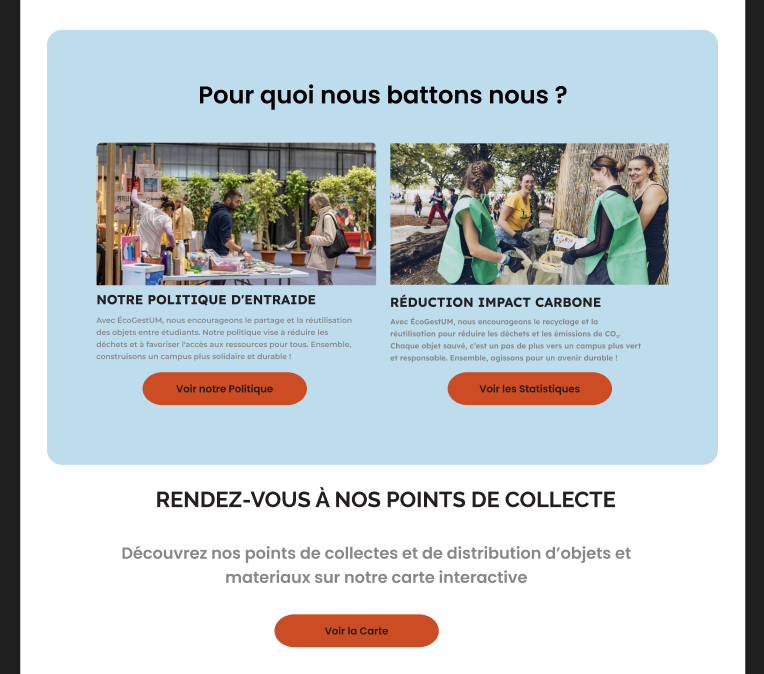 Pour quoi nous battons nous ?
NOTRE POLITIQUE D'ENTRAIDE
Avec ÉcoGestUM, nous encourageons le partage et la réutilisation
des objets entre étudiants. Notre politique vise à réduire les
déchets et à favoriser l'accès aux ressources pour tous. Ensemble,
construisons un campus plus solidaire et durable !
Voir notre Politique
RÉDUCTION IMPACT CARBONE
Avec ÉcoGestUM, nous encourageons le recyclage et la
réutilisation pour réduire les déchets et les émissions de CO₂.
Chaque objet sauvé, c'est un pas de plus vers un campus plus vert
et responsable. Ensemble, agissons pour un avenir durable !
Voir les Statistiques
RENDEZ-VOUS À NOS POINTS DE COLLECTE
Découvrez nos points de collectes et de distribution d'objets et
materiaux sur notre carte interactive
Voir la Carte